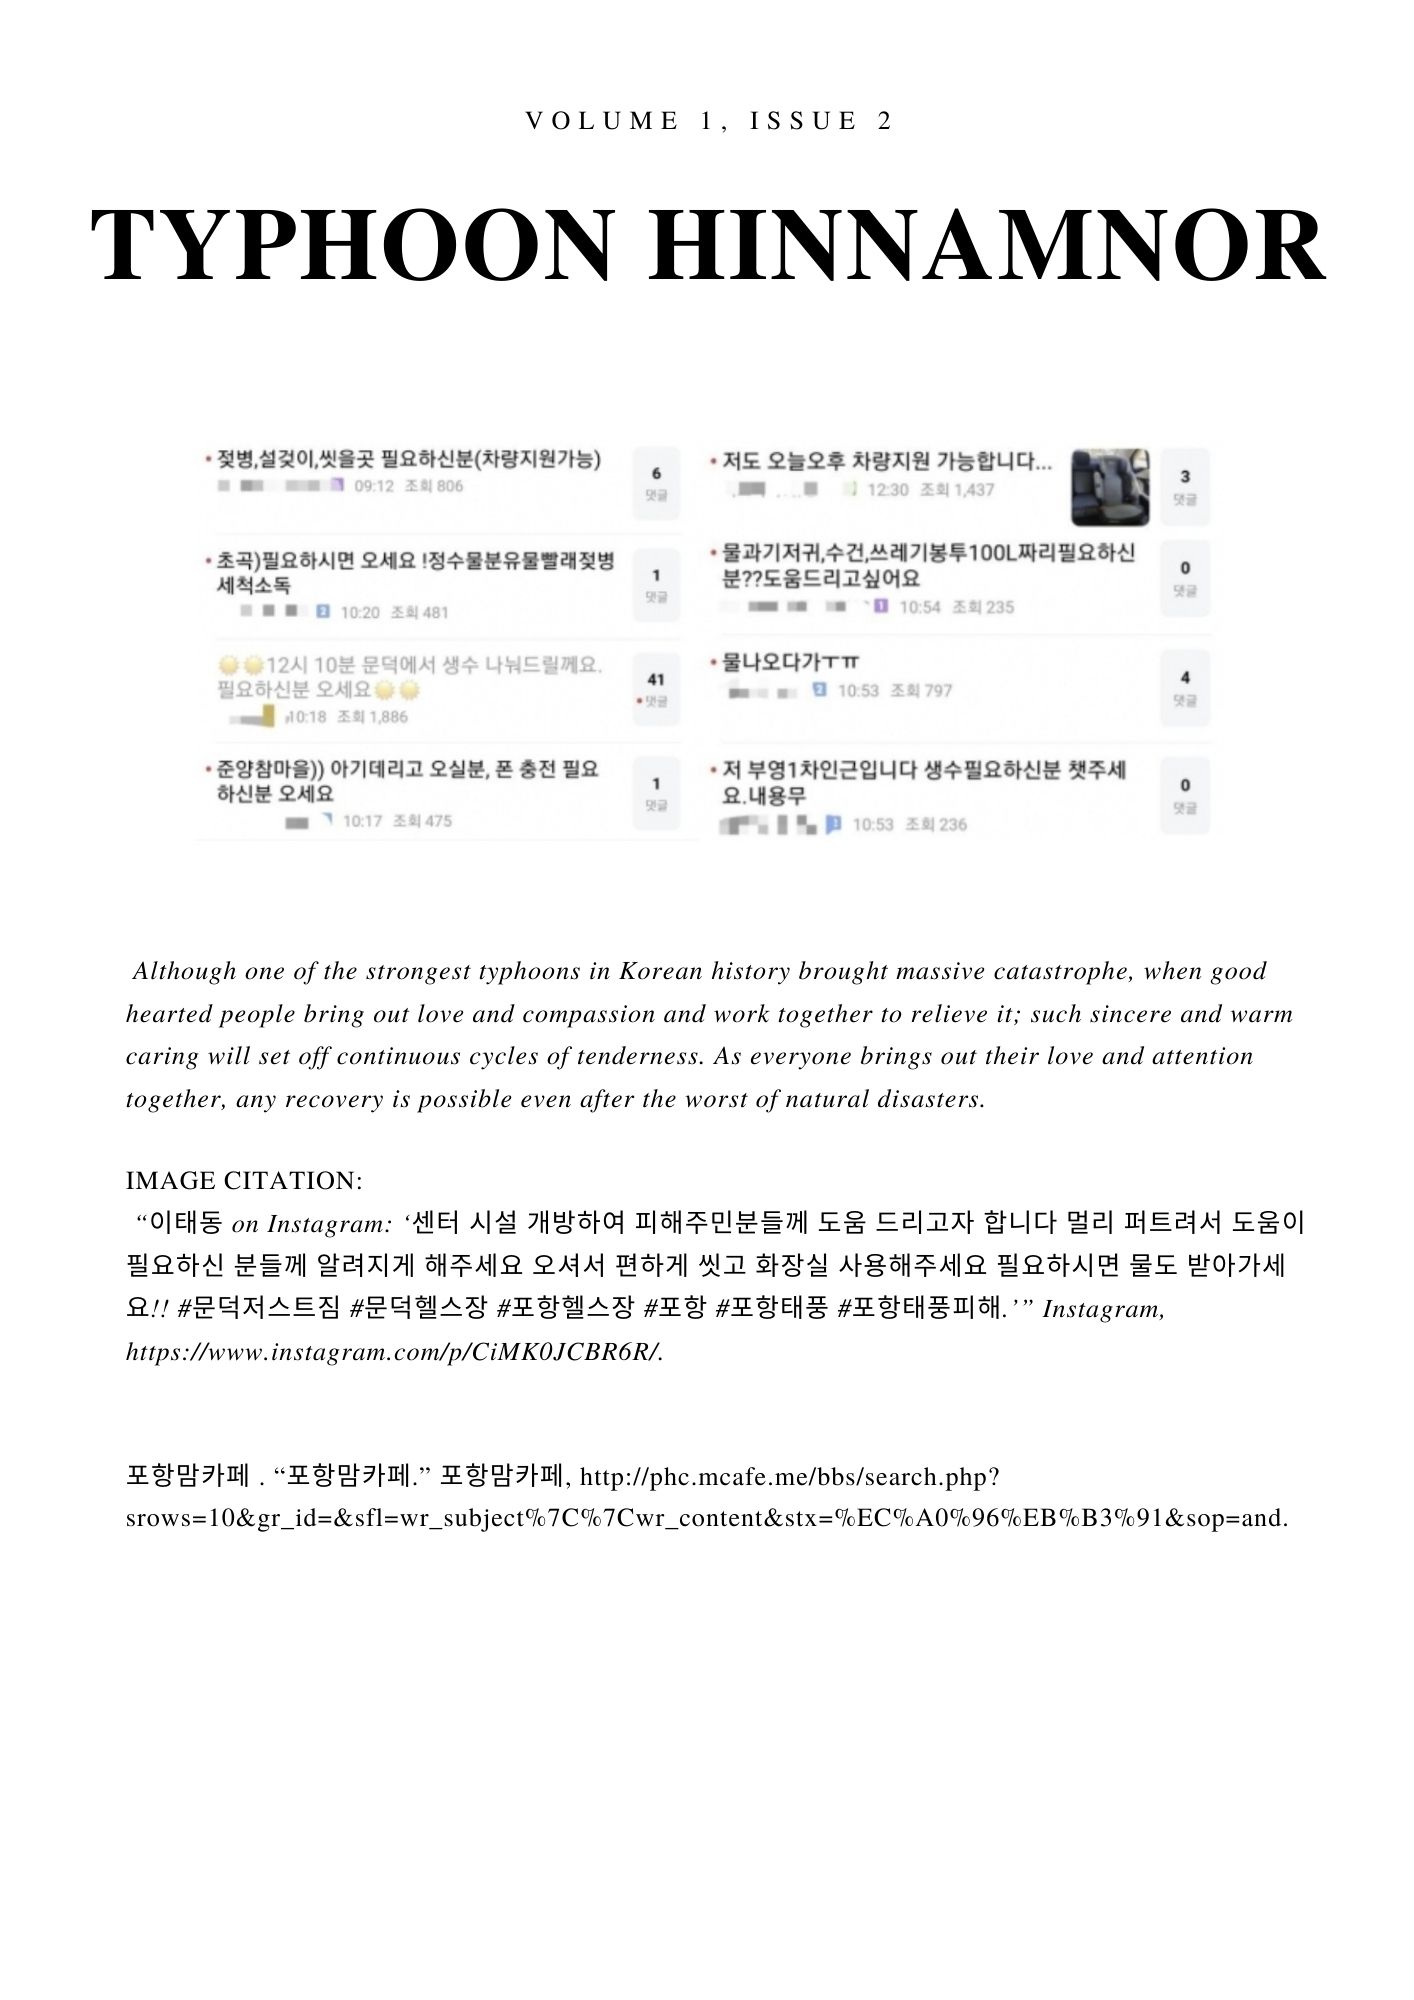 VOLUME 1, ISSUE 2
TYPHOON HINNAMNOR
• 젖병,설겆이,씻을곳 필요하신분(차량지원가능)
09:12 조회 806
6
댓글
• 초곡)필요하시면 오세요 !정수물분유물빨래젖병
세척소독
2 10:20 조회 481
1
댓글
12시 10분 문덕에서 생수 나눠드릴께요.
필요하신분 오세요
10:18 조회 1,886
41
• 댓글
• 준양참마을)) 아기데리고 오실분, 폰 충전 필요
하신분 오세요
10:17 조회 475
1
댓글
• 저도 오늘오후 차량지원 가능합니다...
12:30 조회 1,437
3
댓글
• 물과기저귀,수건,쓰레기봉투100L짜리필요하신
분??도움드리고싶어요
1 10:54 조회 235
0
댓글
• 물나오다가ㅜㅠ
2 10:53 조회 797
4
댓글
• 저 부영1차인근입니다 생수필요하신분 챗주세
요.내용무
10:53 조회 236
0
댓글
Although one of the strongest typhoons in Korean history brought massive catastrophe, when good
hearted people bring out love and compassion and work together to relieve it; such sincere and warm
caring will set off continuous cycles of tenderness. As everyone brings out their love and attention
together, any recovery is possible even after the worst of natural disasters.
IMAGE CITATION:
“이태동 on Instagram: ‘센터 시설 개방하여 피해주민분들께 도움 드리고자 합니다 멀리 퍼트려서 도움이
필요하신 분들께 알려지게 해주세요 오셔서 편하게 씻고 화장실 사용해주세요 필요하시면 물도 받아가세
요!! #문덕저스트짐 #문덕헬스장 #포항헬스장 #포항 #포항태풍 #포항태풍피해.’” Instagram,
https://www.instagram.com/p/CiMK0JCBR6R/.
포항맘카페 . “포항맘카페.” 포항맘카페, http://phc.mcafe.me/bbs/search.php?
srows=10&gr_id=&sfl=wr_subject%7C%7Cwr_content&stx=%EC%A0%96%EB%B3%91&sop=and.